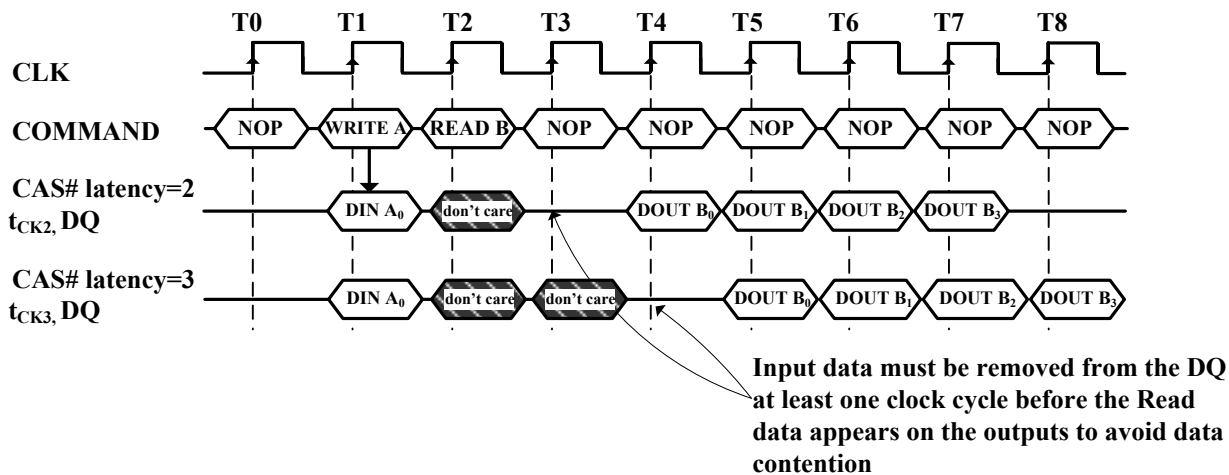 T0 T1 T2 T3 T4 T5 T6 T7 T8
CLK
COMMAND NOP WRITE A READ B NOP NOP NOP NOP NOP NOP
CAS# latency=2
tCK2, DQ DIN A0 don't care DOUT B0 DOUT B1 DOUT B2 DOUT B3
CAS# latency=3
tCK3, DQ DIN A0 don't care don't care DOUT B0 DOUT B1 DOUT B2 DOUT B3
Input data must be removed from the DQ
at least one clock cycle before the Read
data appears on the outputs to avoid data
contention